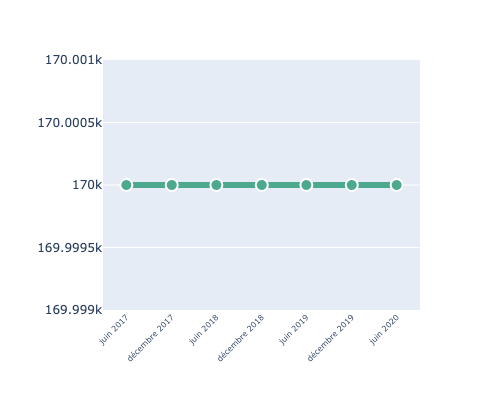 170.001k
170.0005k
170k
169.9995k
169.999k
juin 2017
décembre 2017
juin 2018
décembre 2018
juin 2019
décembre 2019
juin 2020